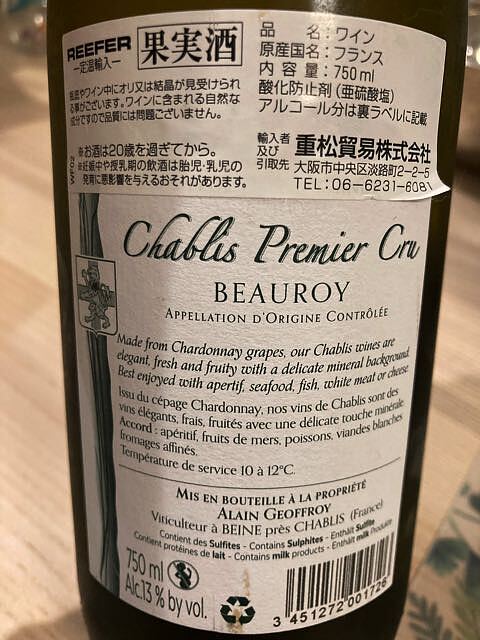 REEFER
─定温輸入─
果実酒
品 名：ワイン
原産国名：フランス
内 容 量：750㎖
酸化防止剤（亜硫酸塩）
アルコール分は裏ラベルに記載
瓶底やワイン中にオリ又は結晶が見受けられ
る事がございます。ワインに含まれる自然な
成分ですので品質には問題ございません。
※お酒は20歳を過ぎてから。
※妊娠中や授乳期の飲酒は胎児・乳児の
発育に悪影響を与えるおそれがあります。
WF02
輸入者
及び
引取先
重松貿易株式会社
大阪市中央区淡路町2-2-5
TEL：06-6231-6081
Chablis Premier Cru
BEAUROY
APPELLATION D'ORIGINE CONTRÔLÉE
Made from Chardonnay grapes, our Chablis wines are
elegant, fresh and fruity with a delicate mineral background.
Best enjoyed with apertif, seafood, fish, white meat or cheese.
Issu du cépage Chardonnay, nos vins de Chablis sont des
vins élégants, frais, fruités avec une délicate touche minérale.
Accord : apéritif, fruits de mers, poissons, viandes blanches
fromages affinés.
Température de service 10 à 12°C.
MIS EN BOUTEILLE À LA PROPRIÉTÉ
ALAIN GEOFFROY
Viticulteur à BEINE près CHABLIS (France)
Contient des Sulfites - Contains Sulphites - Enthält Sulfite
Contient protéines de lait - Contains milk products - Enthält milk Produkte
750 ml
Alc.13 % by vol.
3 451272 001726